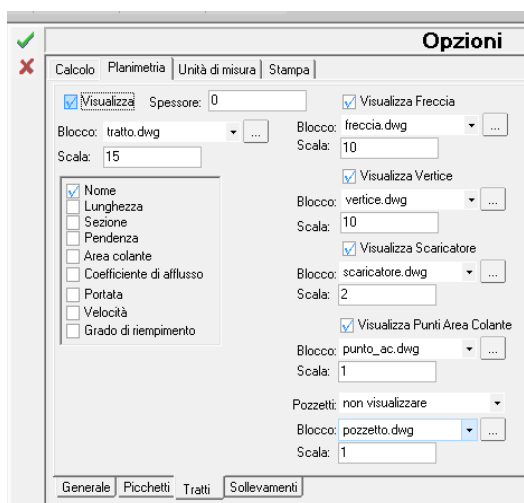 Opzioni
Calcolo Planimetria Unità di misura Stampa
Visualizza Spessore: 0
Blocco: tratto.dwg ...
Scala: 15
Nome
Lunghezza
Sezione
Pendenza
Area colante
Coefficiente di afflusso
Portata
Velocità
Grado di riempimento
Visualizza Freccia
Blocco: freccia.dwg ...
Scala: 10
Visualizza Vertice
Blocco: vertice.dwg ...
Scala: 10
Visualizza Scaricatore
Blocco: scaricatore.dwg ...
Scala: 2
Visualizza Punti Area Colante
Blocco: punto_ac.dwg ...
Scala: 1
Pozzetti: non visualizzare
Blocco: pozzetto.dwg ...
Scala: 1
Generale Picchetti Tratti Sollevamenti